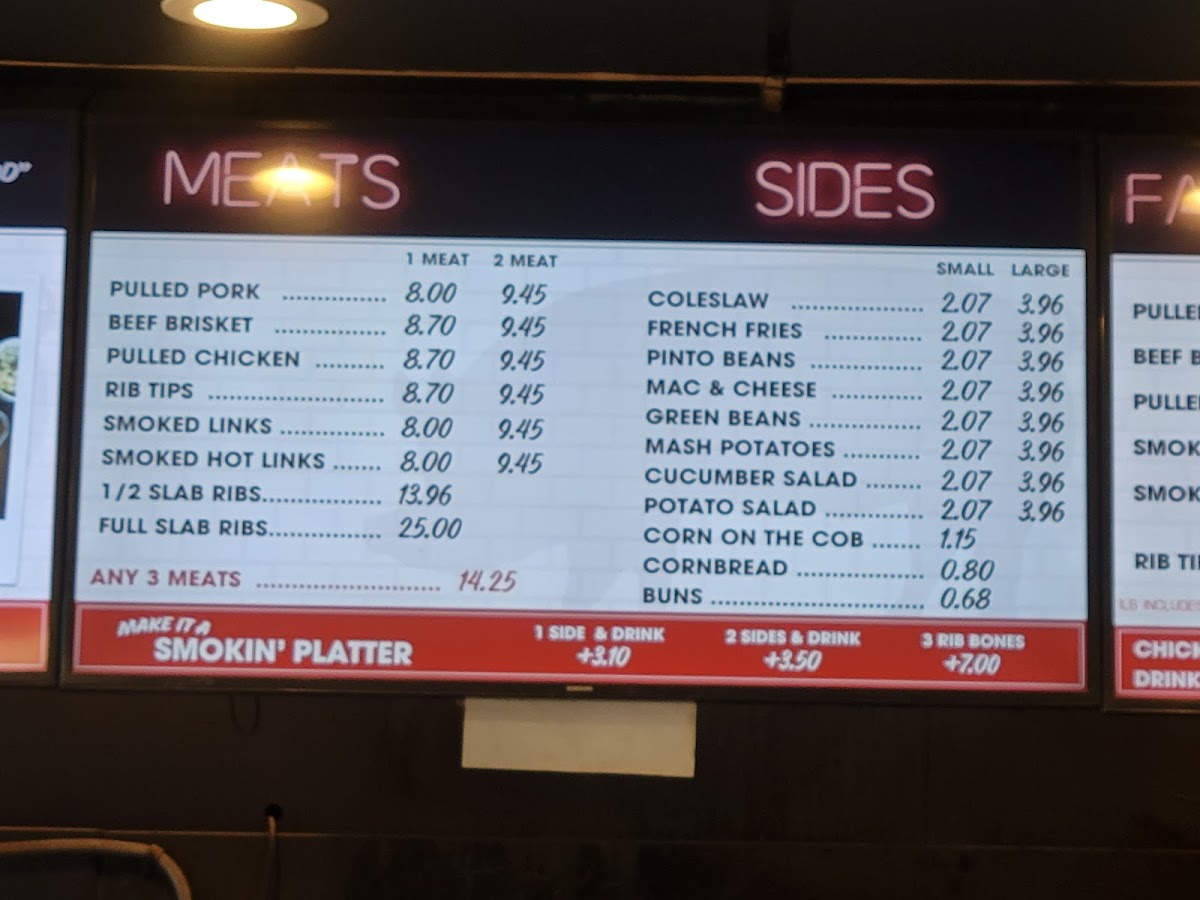 MEATS
1 MEAT 2 MEAT
PULLED PORK ................ 8.00 9.45
BEEF BRISKET ................ 8.70 9.45
PULLED CHICKEN .......... 8.70 9.45
RIB TIPS .......................... 8.70 9.45
SMOKED LINKS ............... 8.00 9.45
SMOKED HOT LINKS ....... 8.00 9.45
1/2 SLAB RIBS.................. 13.96
FULL SLAB RIBS................. 25.00
ANY 3 MEATS ........................... 14.25
SIDES
SMALL LARGE
COLESLAW .................... 2.07 3.96
FRENCH FRIES ............... 2.07 3.96
PINTO BEANS ................. 2.07 3.96
MAC & CHEESE .............. 2.07 3.96
GREEN BEANS ................. 2.07 3.96
MASH POTATOES ............ 2.07 3.96
CUCUMBER SALAD ........ 2.07 3.96
POTATO SALAD ............... 2.07 3.96
CORN ON THE COB ....... 1.15
CORNBREAD .................... 0.80
BUNS ................................. 0.68
MAKE IT A
SMOKIN' PLATTER
1 SIDE & DRINK
+3.10
2 SIDES & DRINK
+3.50
3 RIB BONES
+7.00
BEEF
RIB
INCLUDES
DRINK